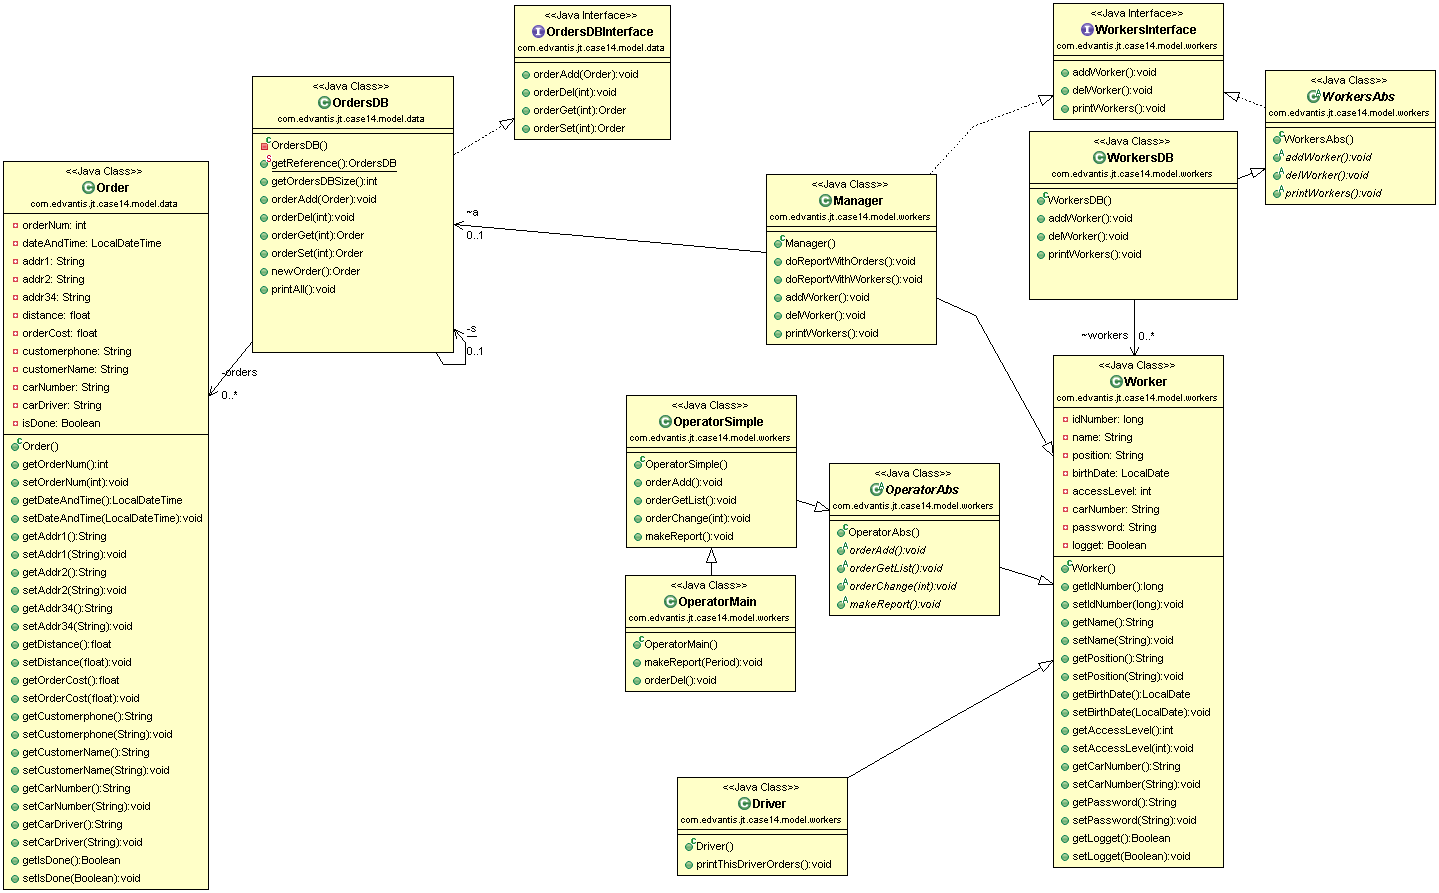 <<Java Class>>
Order
com.edvantis.jt.case14.model.data
orderNum: int
dateAndTime: LocalDateTime
addr1: String
addr2: String
addr34: String
distance: float
orderCost: float
customerphone: String
customerName: String
carNumber: String
carDriver: String
isDone: Boolean
Order()
getOrderNum():int
setOrderNum(int):void
getDateAndTime():LocalDateTime
setDateAndTime(LocalDateTime):void
getAddr1():String
setAddr1(String):void
getAddr2():String
setAddr2(String):void
getAddr34():String
setAddr34(String):void
getDistance():float
setDistance(float):void
getOrderCost():float
setOrderCost(float):void
getCustomerphone():String
setCustomerphone(String):void
getCustomerName():String
setCustomerName(String):void
getCarNumber():String
setCarNumber(String):void
getCarDriver():String
setCarDriver(String):void
getIsDone():Boolean
setIsDone(Boolean):void
<<Java Class>>
OrdersDB
com.edvantis.jt.case14.model.data
OrdersDB()
getReference():OrdersDB
getOrdersDBSize():int
orderAdd(Order):void
orderDel(int):void
orderGet(int):Order
orderSet(int):Order
newOrder():Order
printAll():void
-orders
0..*
-s
0..1
~a
0..1
<<Java Interface>>
OrdersDBInterface
com.edvantis.jt.case14.model.data
orderAdd(Order):void
orderDel(int):void
orderGet(int):Order
orderSet(int):Order
<<Java Class>>
Manager
com.edvantis.jt.case14.model.workers
Manager()
doReportWithOrders():void
doReportWithWorkers():void
addWorker():void
delWorker():void
printWorkers():void
<<Java Interface>>
WorkersInterface
com.edvantis.jt.case14.model.workers
addWorker():void
delWorker():void
printWorkers():void
<<Java Class>>
WorkersAbs
com.edvantis.jt.case14.model.workers
WorkersAbs()
addWorker():void
delWorker():void
printWorkers():void
<<Java Class>>
WorkersDB
com.edvantis.jt.case14.model.workers
WorkersDB()
addWorker():void
delWorker():void
printWorkers():void
~workers
0..*
<<Java Class>>
OperatorSimple
com.edvantis.jt.case14.model.workers
OperatorSimple()
orderAdd():void
orderGetList():void
orderChange(int):void
makeReport():void
<<Java Class>>
OperatorAbs
com.edvantis.jt.case14.model.workers
OperatorAbs()
orderAdd():void
orderGetList():void
orderChange(int):void
makeReport():void
<<Java Class>>
OperatorMain
com.edvantis.jt.case14.model.workers
OperatorMain()
makeReport(Period):void
orderDel():void
<<Java Class>>
Driver
com.edvantis.jt.case14.model.workers
Driver()
printThisDriverOrders():void
<<Java Class>>
Worker
com.edvantis.jt.case14.model.workers
idNumber: long
name: String
position: String
birthDate: LocalDate
accessLevel: int
carNumber: String
password: String
logget: Boolean
Worker()
getIdNumber():long
setIdNumber(long):void
getName():String
setName(String):void
getPosition():String
setPosition(String):void
getBirthDate():LocalDate
setBirthDate(LocalDate):void
getAccessLevel():int
setAccessLevel(int):void
getCarNumber():String
setCarNumber(String):void
getPassword():String
setPassword(String):void
getLogget():Boolean
setLogget(Boolean):void